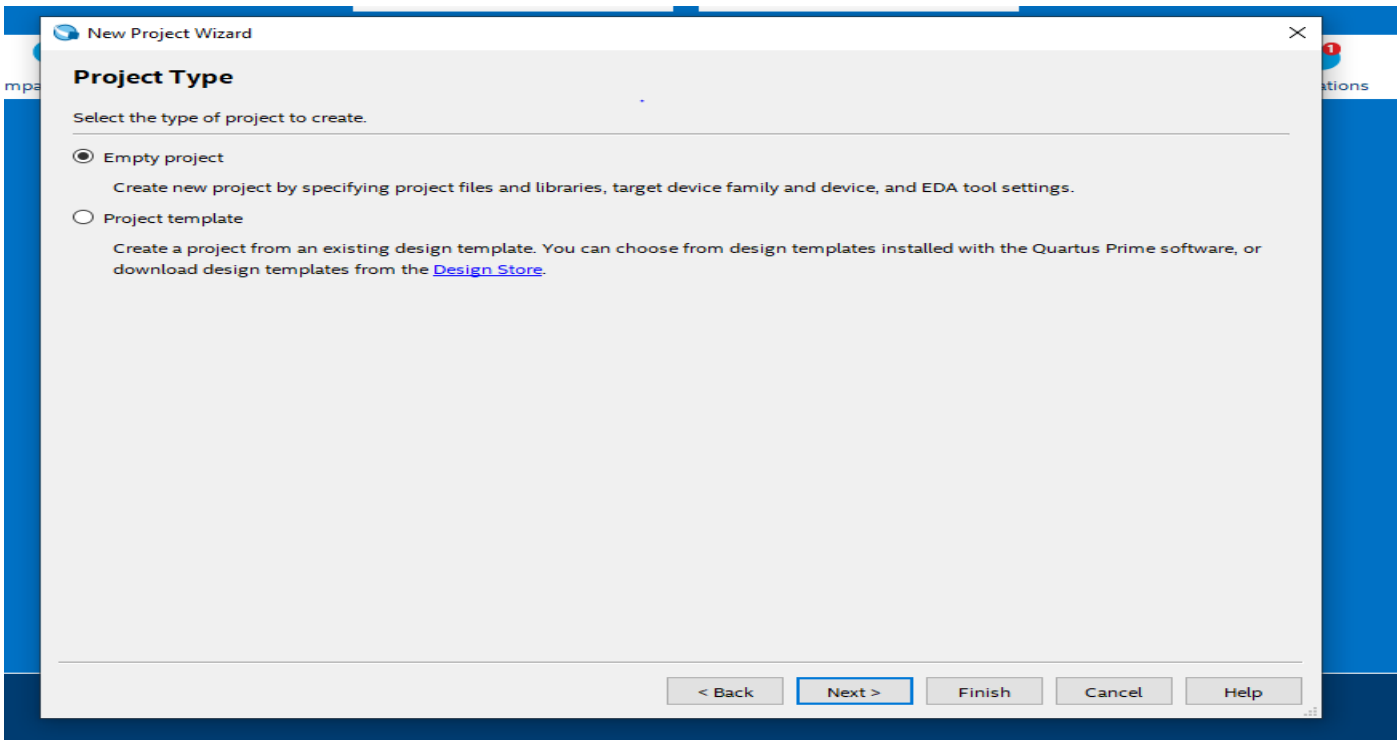 New Project Wizard
1
mpa
ations
Project Type
Select the type of project to create.
Empty project
Create new project by specifying project files and libraries, target device family and device, and EDA tool settings.
Project template
Create a project from an existing design template. You can choose from design templates installed with the Quartus Prime software, or
download design templates from the Design Store.
< Back
Next >
Finish
Cancel
Help